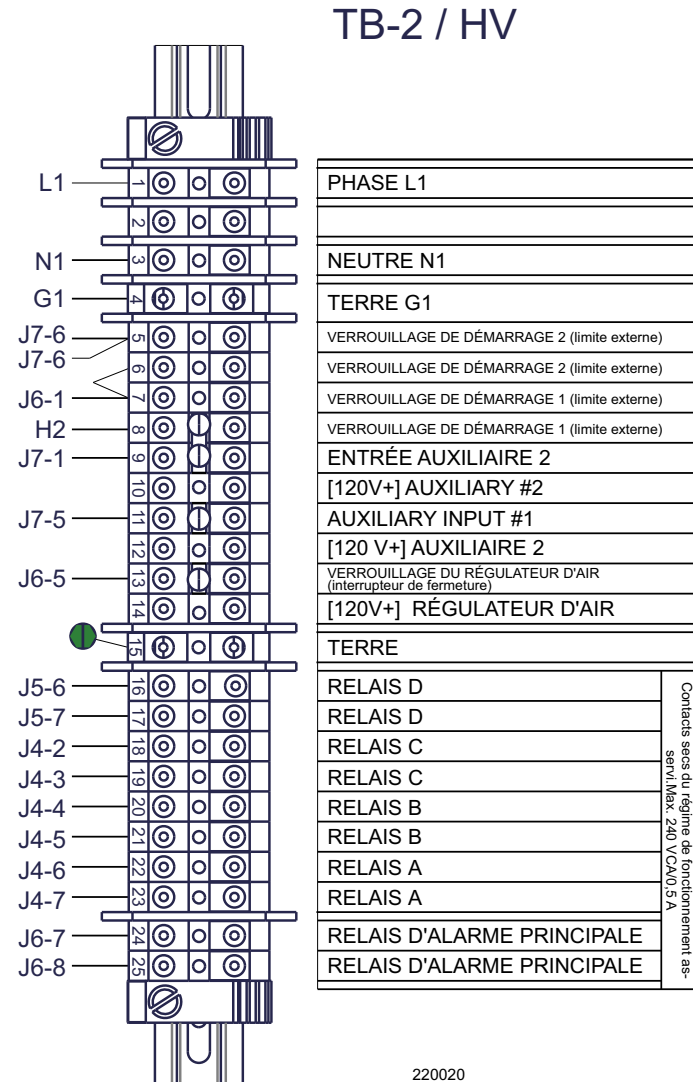 TB-2 / HV
L1 1 PHASE L1
2
N1 3 NEUTRE N1
G1 4 TERRE G1
J7-6 5 VERROUILLAGE DE DÉMARRAGE 2 (limite externe)
J7-6 6 VERROUILLAGE DE DÉMARRAGE 2 (limite externe)
J6-1 7 VERROUILLAGE DE DÉMARRAGE 1 (limite externe)
H2 8 VERROUILLAGE DE DÉMARRAGE 1 (limite externe)
J7-1 9 ENTRÉE AUXILIAIRE 2
10 [120V+] AUXILIARY #2
J7-5 11 AUXILIARY INPUT #1
12 [120 V+] AUXILIAIRE 2
J6-5 13 VERROUILLAGE DU RÉGULATEUR D'AIR
(interrupteur de fermeture)
14 [120V+] RÉGULATEUR D'AIR
15 TERRE
J5-6 16 RELAIS D
J5-7 17 RELAIS D
J4-2 18 RELAIS C
J4-3 19 RELAIS C
J4-4 20 RELAIS B
J4-5 21 RELAIS B
J4-6 22 RELAIS A
J4-7 23 RELAIS A
J6-7 24 RELAIS D'ALARME PRINCIPALE
J6-8 25 RELAIS D'ALARME PRINCIPALE
Contacts secs du régime de fonctionnement as-
servi.Max. 240 VCA/0,5 A
220020